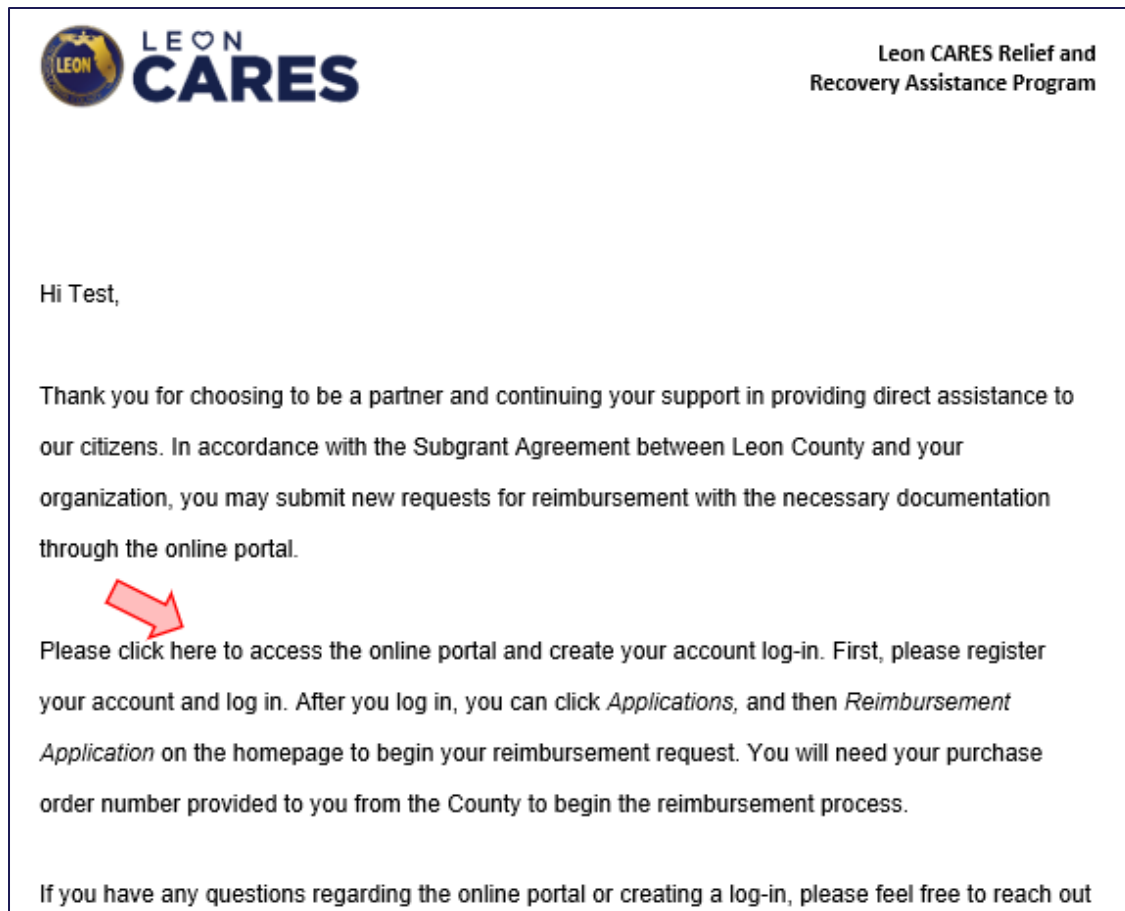 LEON
LEON
CARES
Leon CARES Relief and
Recovery Assistance Program
Hi Test,
Thank you for choosing to be a partner and continuing your support in providing direct assistance to
our citizens. In accordance with the Subgrant Agreement between Leon County and your
organization, you may submit new requests for reimbursement with the necessary documentation
through the online portal.
Please click here to access the online portal and create your account log-in. First, please register
your account and log in. After you log in, you can click Applications, and then Reimbursement
Application on the homepage to begin your reimbursement request. You will need your purchase
order number provided to you from the County to begin the reimbursement process.
If you have any questions regarding the online portal or creating a log-in, please feel free to reach out